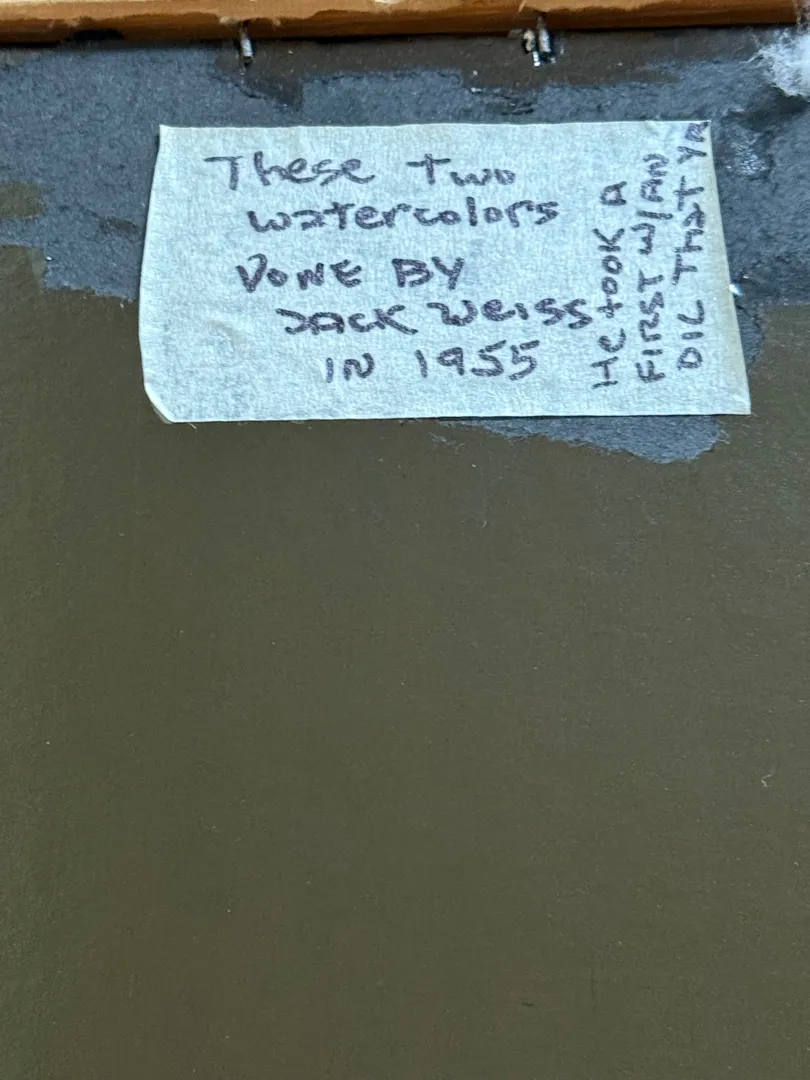 These two
watercolors
DONE BY
JACK Weiss
IN 1955
He tOOK A
FIRST W/AN
OIL THAT YR